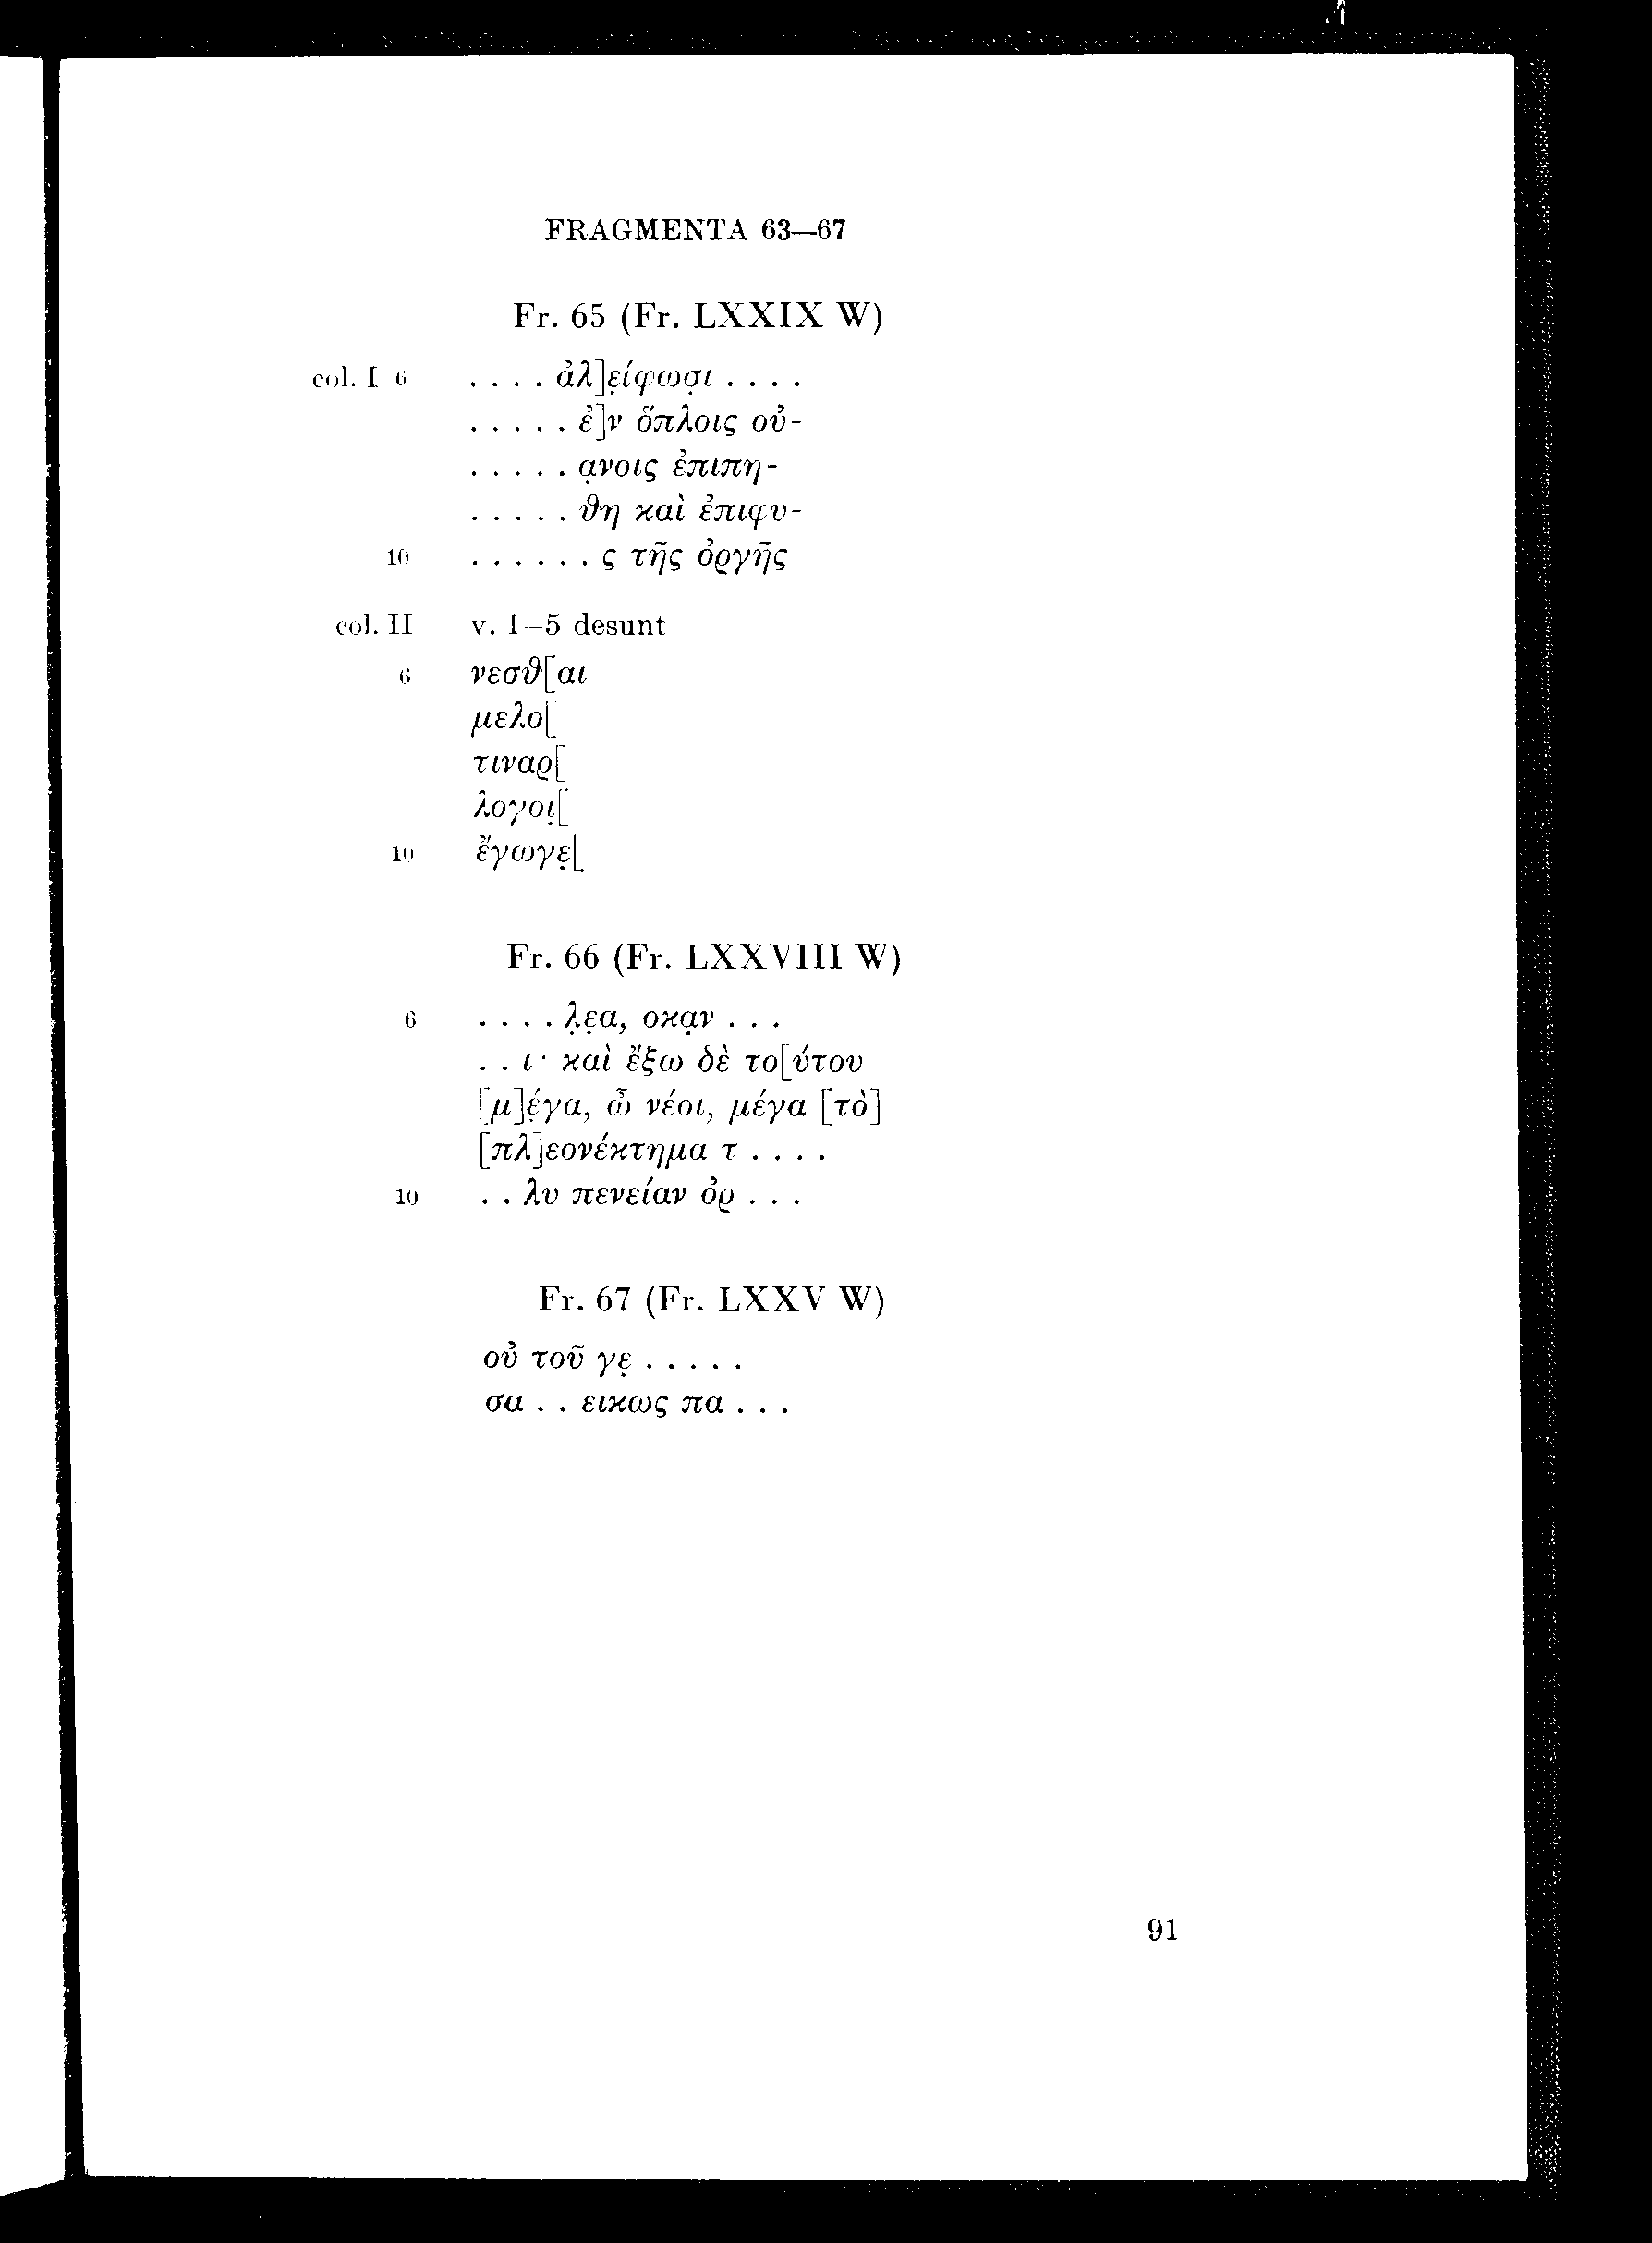 FRAGMENTA 63—67
Fr. 65 (Fr. LXXIX W)
col. I 6 . . . . ἀλ]ε̣ίφωσ̣ι . . . .
. . . . . ἐ]ν ὅπλοις οὐ-
. . . . . α̣νοις ἐπιπη-
. . . . . ϑη καὶ ἐπιφυ-
10 . . . . . . ς τῆς ὀργῆς
col. II v. 1–5 desunt
6 νεσϑ[αι
μελο[
τιναρ[
λογοι̣[
10 ἔγωγε̣[
Fr. 66 (Fr. LXXVIII W)
6 . . . . λ̣ε̣α, οκα̣ν . . .
. . ι· καὶ ἔξω δὲ το[ύτου
[μ]έ̣γα, ὦ νέοι, μέγα [τὸ]
[πλ]εονέκτημα τ . . . .
10 . . λυ πενείαν ὀρ . . .
Fr. 67 (Fr. LXXV W)
οὐ τοῦ γε̣ . . . . .
σα . . εικως πα . . .
91